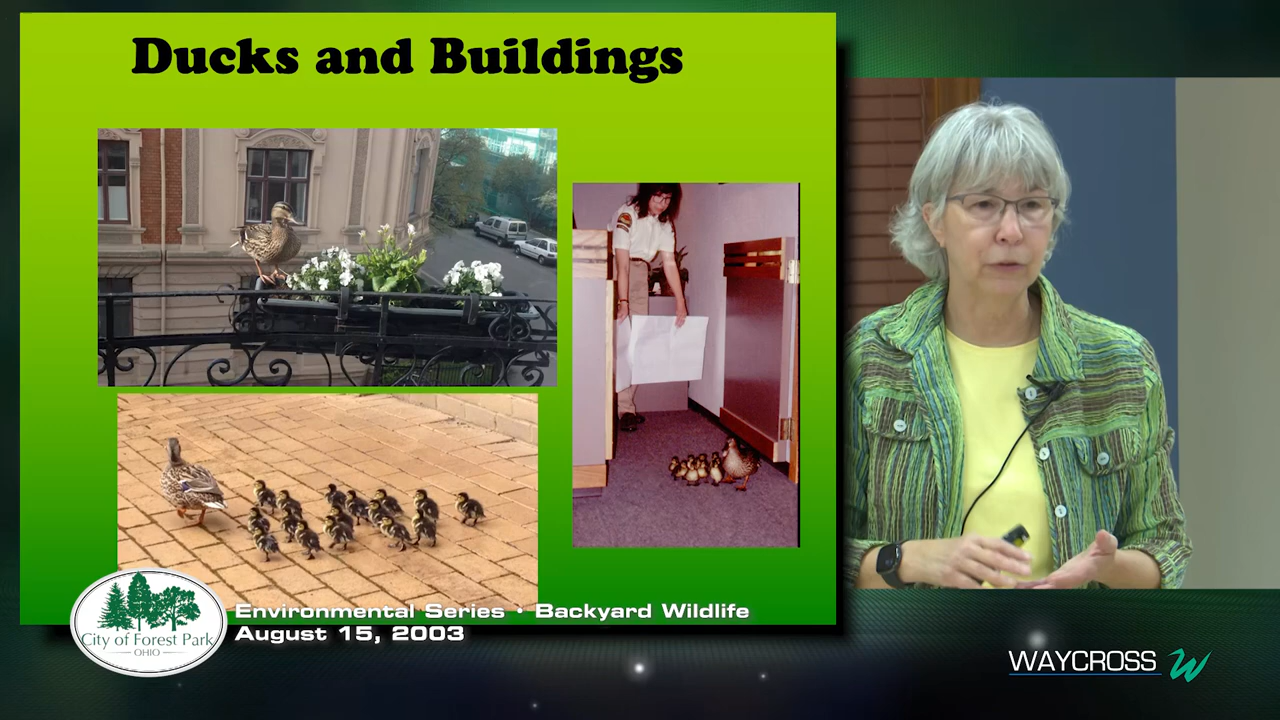 Ducks and Buildings
City of Forest Park
OHIO
Environmental Series • Backyard Wildlife
August 15, 2003
WAYCROSS W